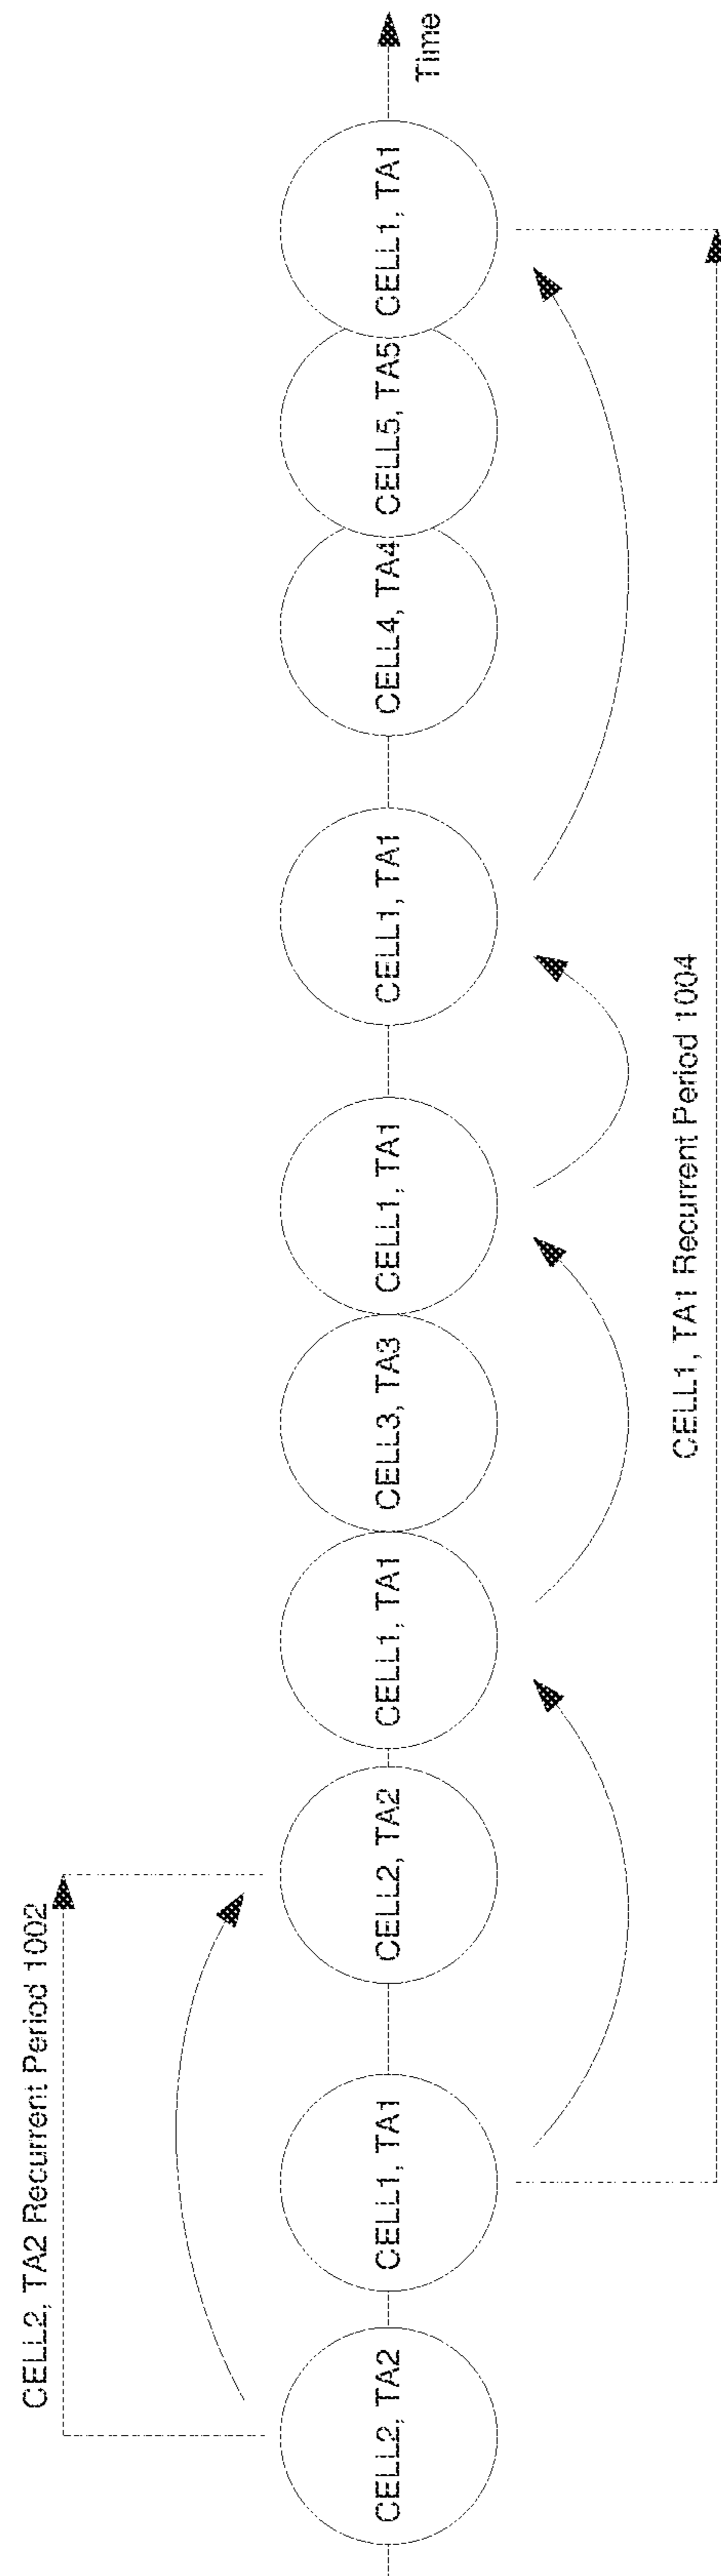 CELL2, TA2 Recurrent Period 1002
CELL2, TA2
CELL1, TA1
CELL2, TA2
CELL1, TA1
CELL3, TA3
CELL1, TA1
CELL1, TA1
CELL4, TA4
CELL5, TA5
CELL1, TA1
Time
CELL1, TA1 Recurrent Period 1004